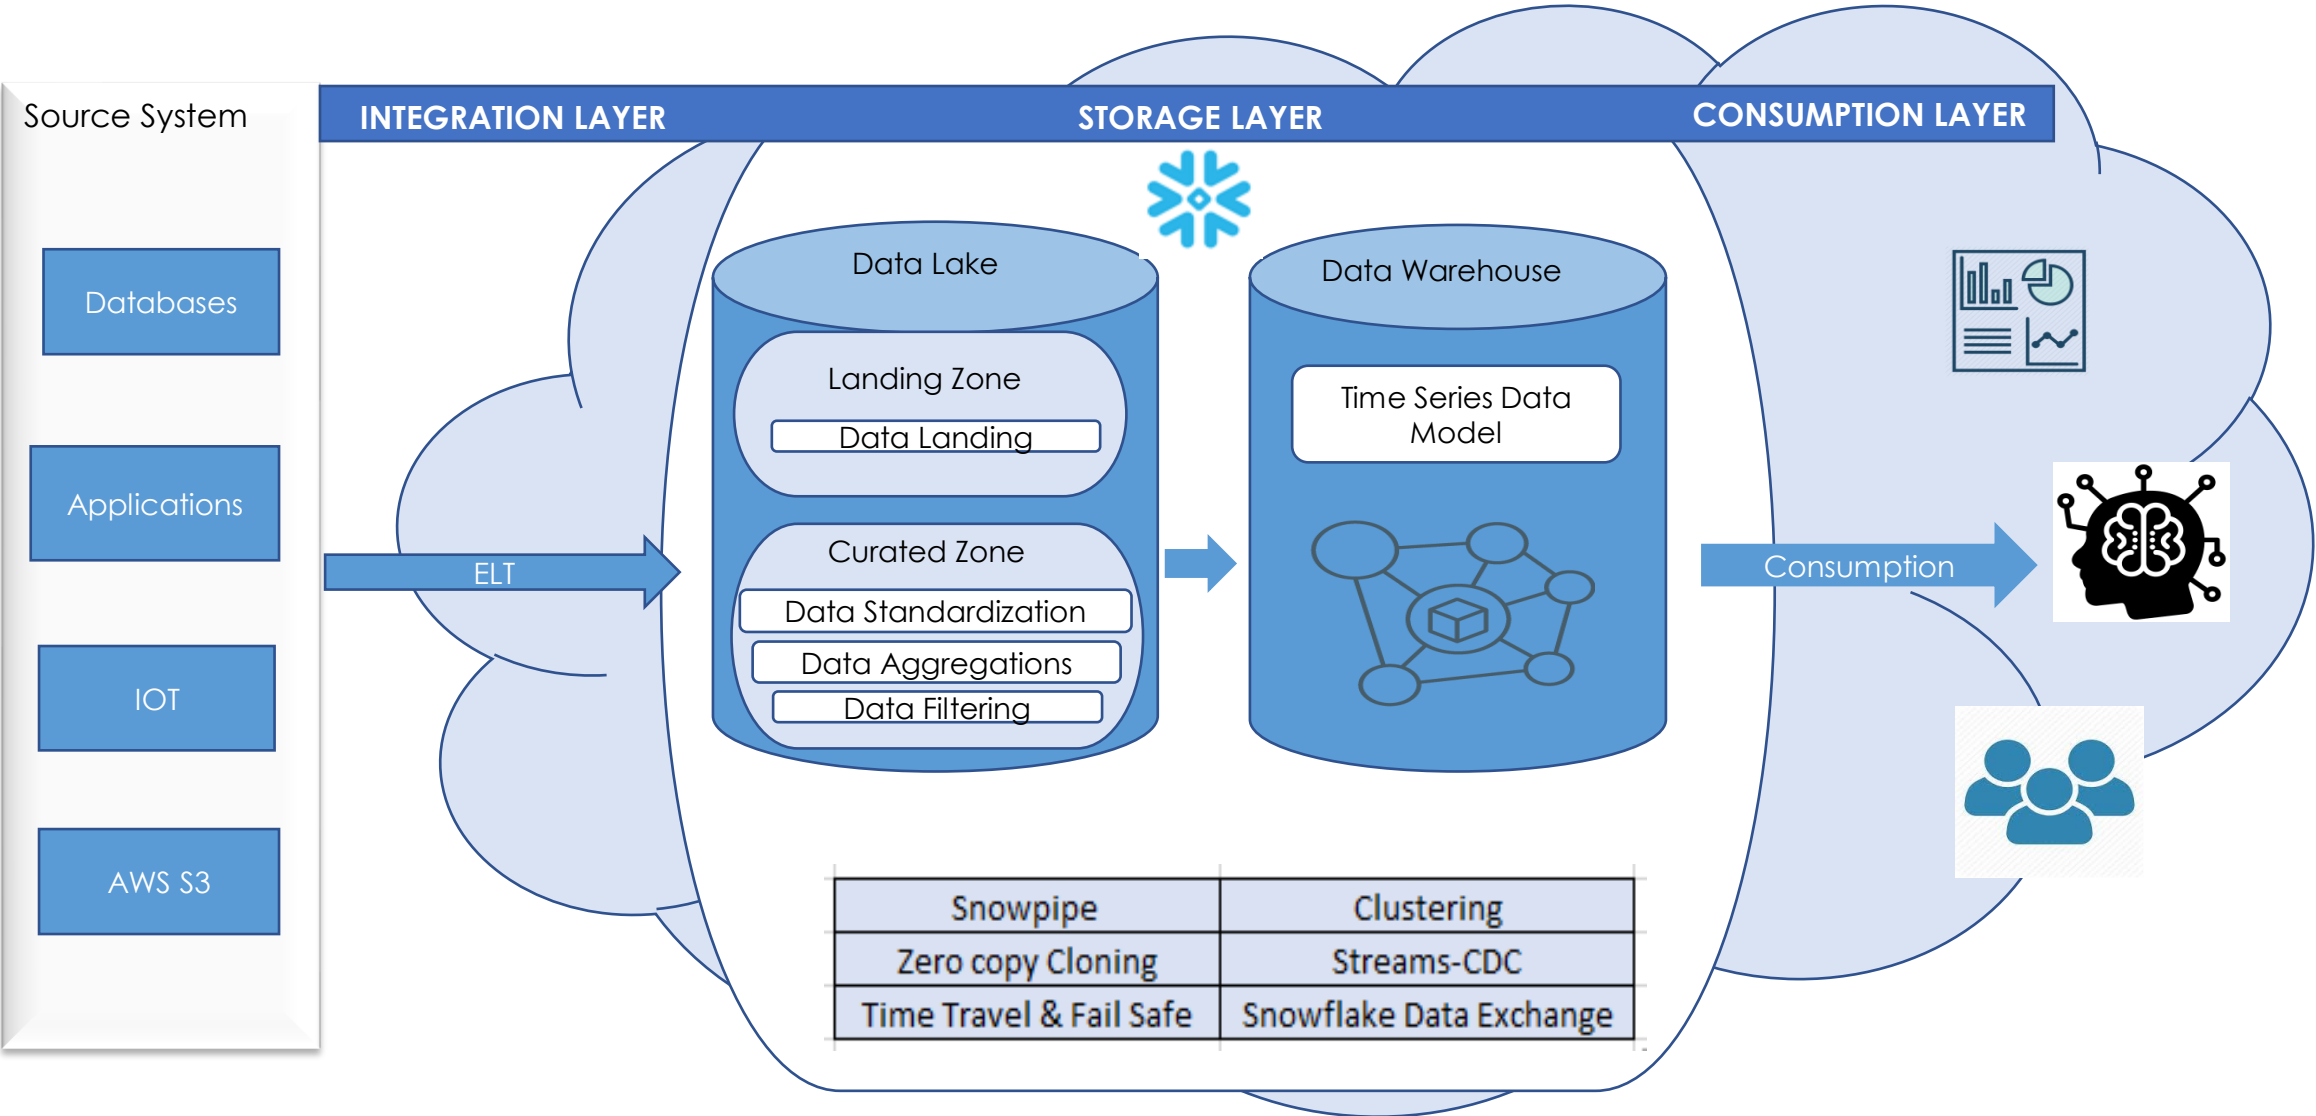 Source System
INTEGRATION LAYER
STORAGE LAYER
CONSUMPTION LAYER
Databases
Applications
IOT
AWS S3
ELT
Data Lake
Landing Zone
Data Landing
Curated Zone
Data Standardization
Data Aggregations
Data Filtering
Data Warehouse
Time Series Data
Model
Consumption
Snowpipe
Clustering
Zero copy Cloning
Streams-CDC
Time Travel & Fail Safe
Snowflake Data Exchange